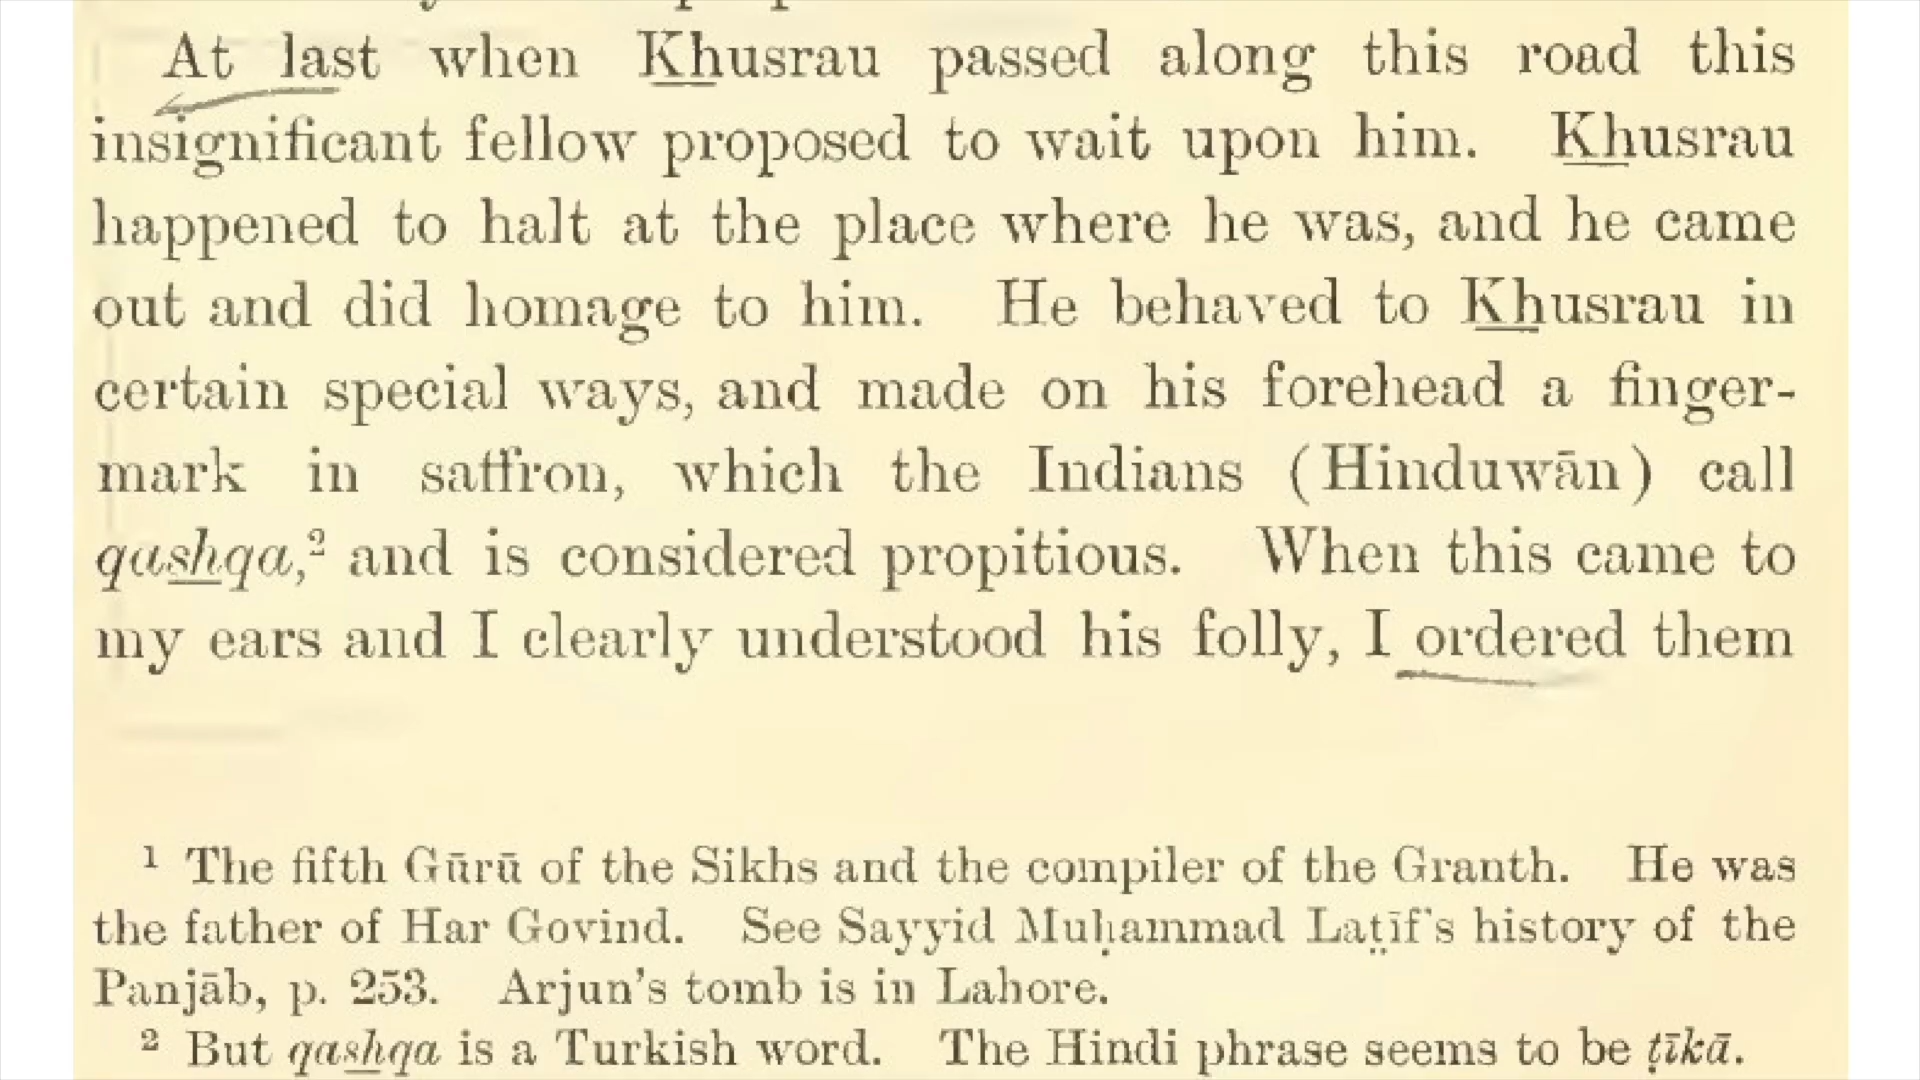 At last when Khusrau passed along this road this
insignificant fellow proposed to wait upon him. Khusrau
happened to halt at the place where he was, and he came
out and did homage to him. He behaved to Khusrau in
certain special ways, and made on his forehead a finger-
mark in saffron, which the Indians (Hinduwān) call
qashqa,² and is considered propitious. When this came to
my ears and I clearly understood his folly, I ordered them
¹ The fifth Gūrū of the Sikhs and the compiler of the Granth. He was
the father of Har Govind. See Sayyid Muḥammad Lat̤īf's history of the
Panjāb, p. 253. Arjun's tomb is in Lahore.
² But qashqa is a Turkish word. The Hindi phrase seems to be ṭīkā.